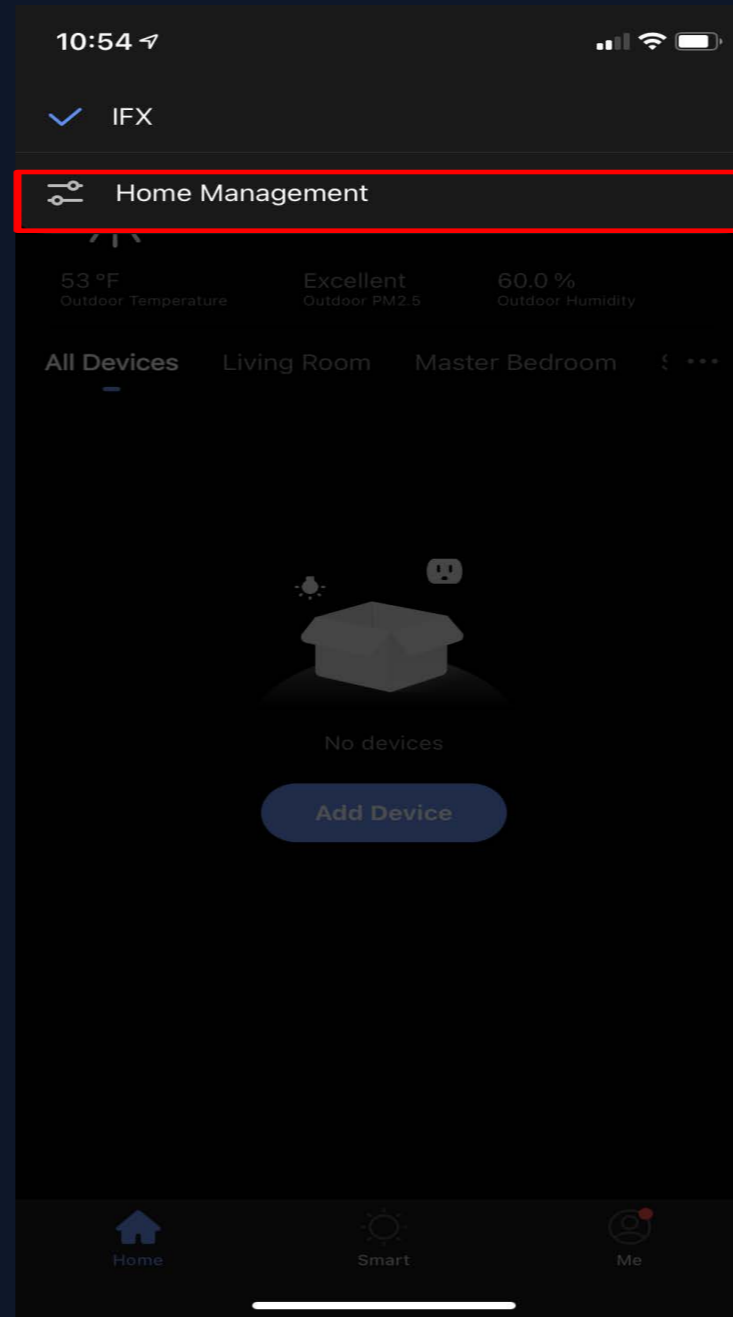 10:54
IFX
Home Management
53 °F Excellent 60.0 %
Outdoor Temperature Outdoor PM2.5 Outdoor Humidity
All Devices Living Room Master Bedroom
No devices
Add Device
Home Smart Me